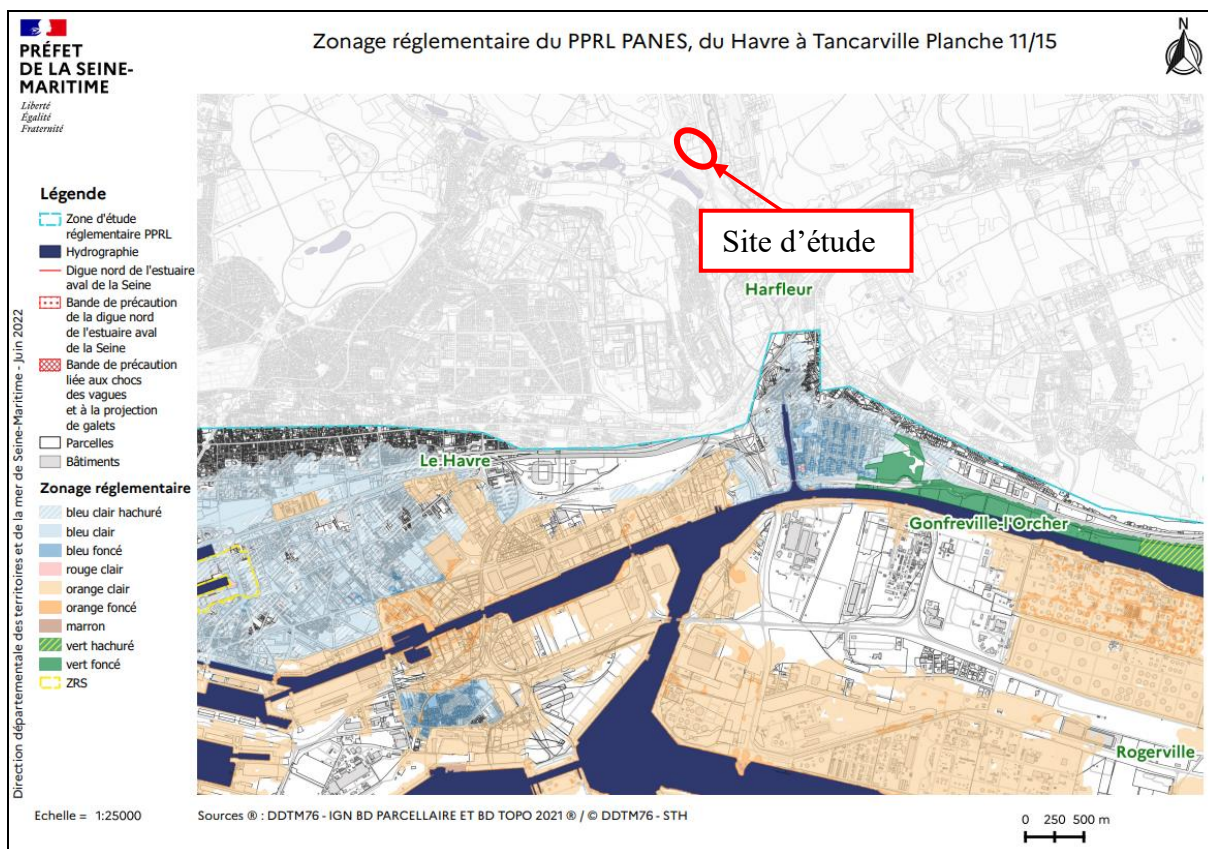 PRÉFET
DE LA SEINE-
MARITIME
Liberté
Égalité
Fraternité
Zonage réglementaire du PPRL PANES, du Havre à Tancarville Planche 11/15
N
Légende
Zone d'étude
réglementaire PPRL
Hydrographie
Digue nord de l'estuaire
aval de la Seine
Bande de précaution
de la digue nord
de l'estuaire aval
de la Seine
Bande de précaution
liée aux chocs
des vagues
et à la projection
de galets
Parcelles
Bâtiments
Zonage réglementaire
bleu clair hachuré
bleu clair
bleu foncé
rouge clair
orange clair
orange foncé
marron
vert hachuré
vert foncé
ZRS
Direction départementale des territoires et de la mer de Seine-Maritime - Juin 2022
Site d'étude
Harfleur
Le Havre
Gonfreville-l'Orcher
Rogerville
Echelle = 1:25000
Sources ® : DDTM76 - IGN BD PARCELLAIRE ET BD TOPO 2021 ® / © DDTM76 - STH
0 250 500 m